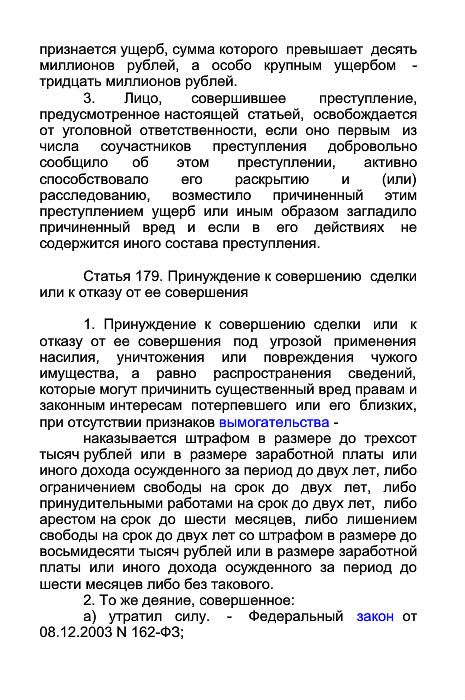 признается ущерб, сумма которого превышает десять
миллионов рублей, а особо крупным ущербом -
тридцать миллионов рублей.
3. Лицо, совершившее преступление,
предусмотренное настоящей статьей, освобождается
от уголовной ответственности, если оно первым из
числа соучастников преступления добровольно
сообщило об этом преступлении, активно
способствовало его раскрытию и (или)
расследованию, возместило причиненный этим
преступлением ущерб или иным образом загладило
причиненный вред и если в его действиях не
содержится иного состава преступления.
Статья 179. Принуждение к совершению сделки
или к отказу от ее совершения
1. Принуждение к совершению сделки или к
отказу от ее совершения под угрозой применения
насилия, уничтожения или повреждения чужого
имущества, а равно распространения сведений,
которые могут причинить существенный вред правам и
законным интересам потерпевшего или его близких,
при отсутствии признаков вымогательства -
наказывается штрафом в размере до трехсот
тысяч рублей или в размере заработной платы или
иного дохода осужденного за период до двух лет, либо
ограничением свободы на срок до двух лет, либо
принудительными работами на срок до двух лет, либо
арестом на срок до шести месяцев, либо лишением
свободы на срок до двух лет со штрафом в размере до
восьмидесяти тысяч рублей или в размере заработной
платы или иного дохода осужденного за период до
шести месяцев либо без такового.
2. То же деяние, совершенное:
а) утратил силу. - Федеральный закон от
08.12.2003 N 162-ФЗ;